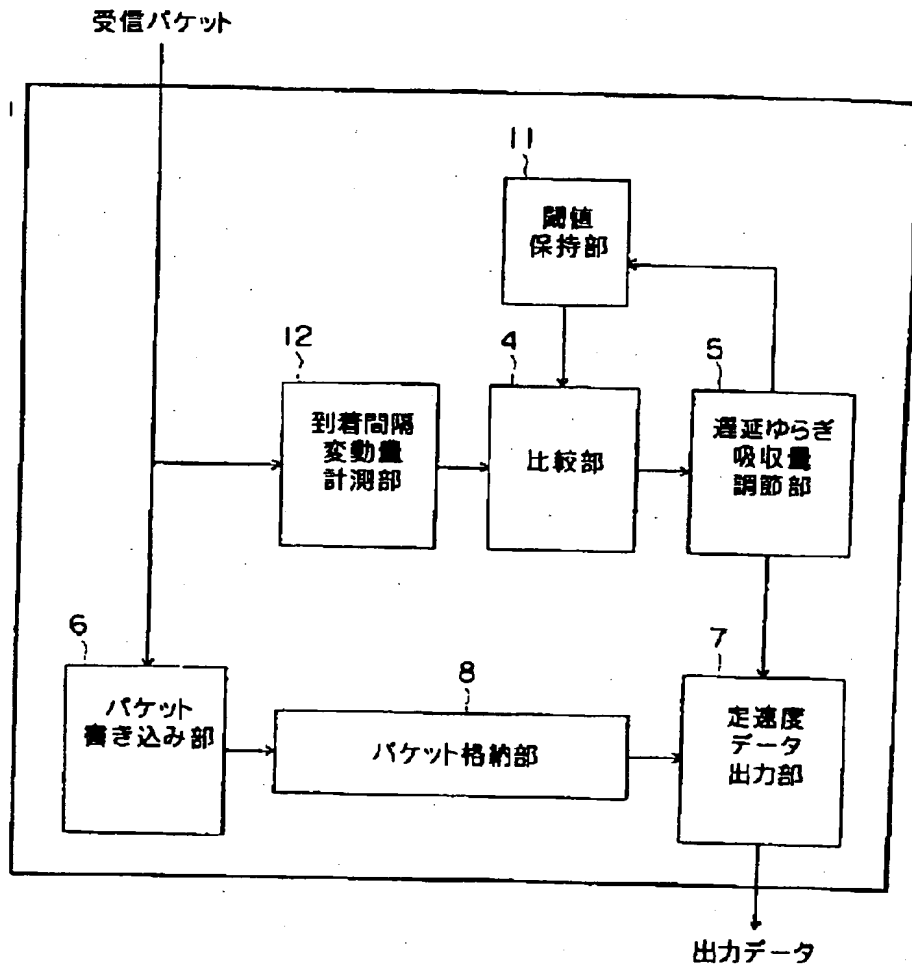 受信パケット
1
11
閾値
保持部
12
到着間隔
変動量
計測部
4
比較部
5
遅延ゆらぎ
吸収量
調節部
6
パケット
書き込み部
8
パケット格納部
7
定速度
データ
出力部
出力データ